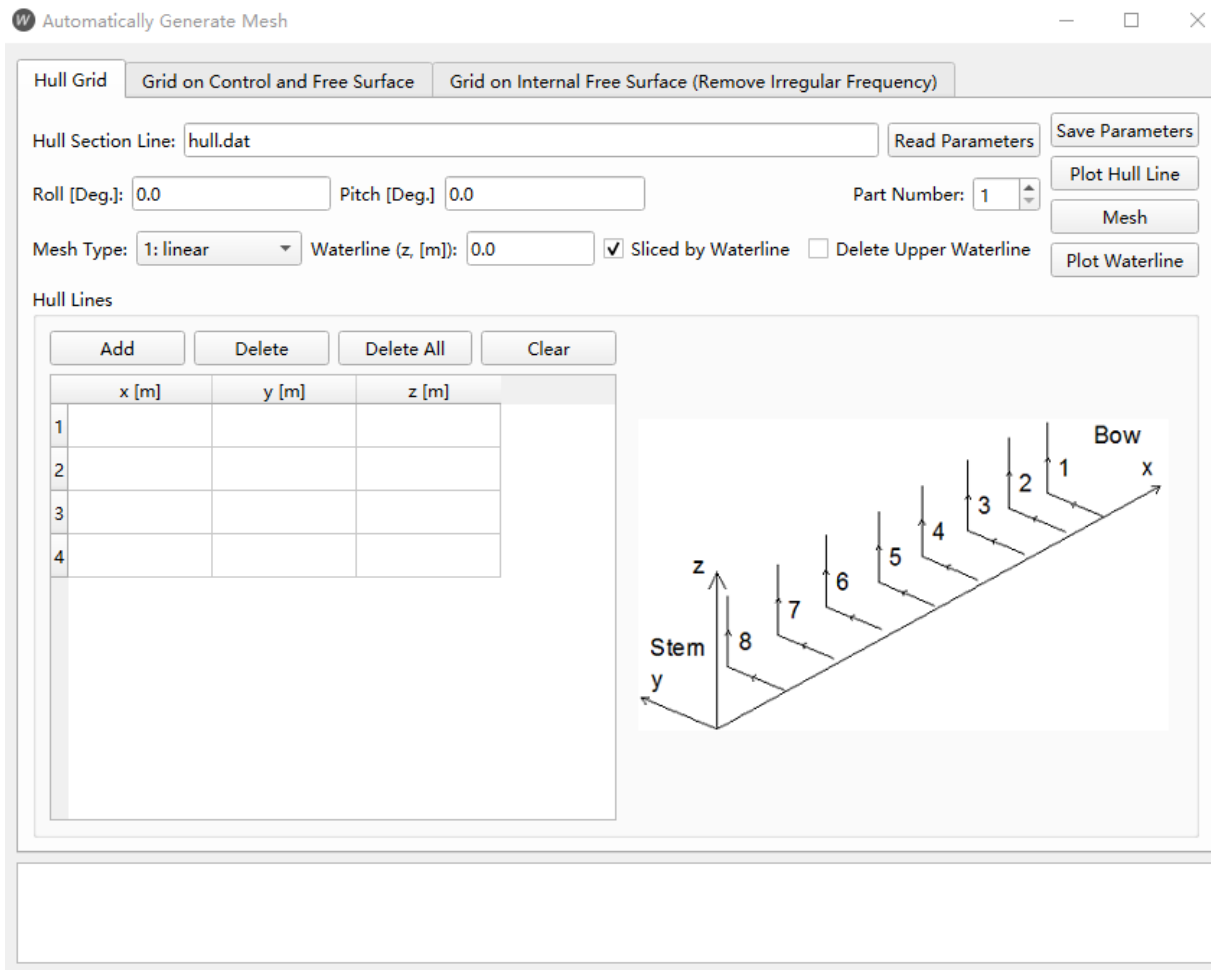 W Automatically Generate Mesh
Hull Grid Grid on Control and Free Surface Grid on Internal Free Surface (Remove Irregular Frequency)
Hull Section Line: hull.dat Read Parameters Save Parameters
Plot Hull Line
Roll [Deg.]: 0.0 Pitch [Deg.] 0.0 Part Number: 1
Mesh
Mesh Type: 1: linear Waterline (z, [m]): 0.0 Sliced by Waterline Delete Upper Waterline
Plot Waterline
Hull Lines
Add Delete Delete All Clear
x [m] y [m] z [m]
1
2
3
4
Bow
x
1
2
3
4
5
6
7
8
z
Stem
y